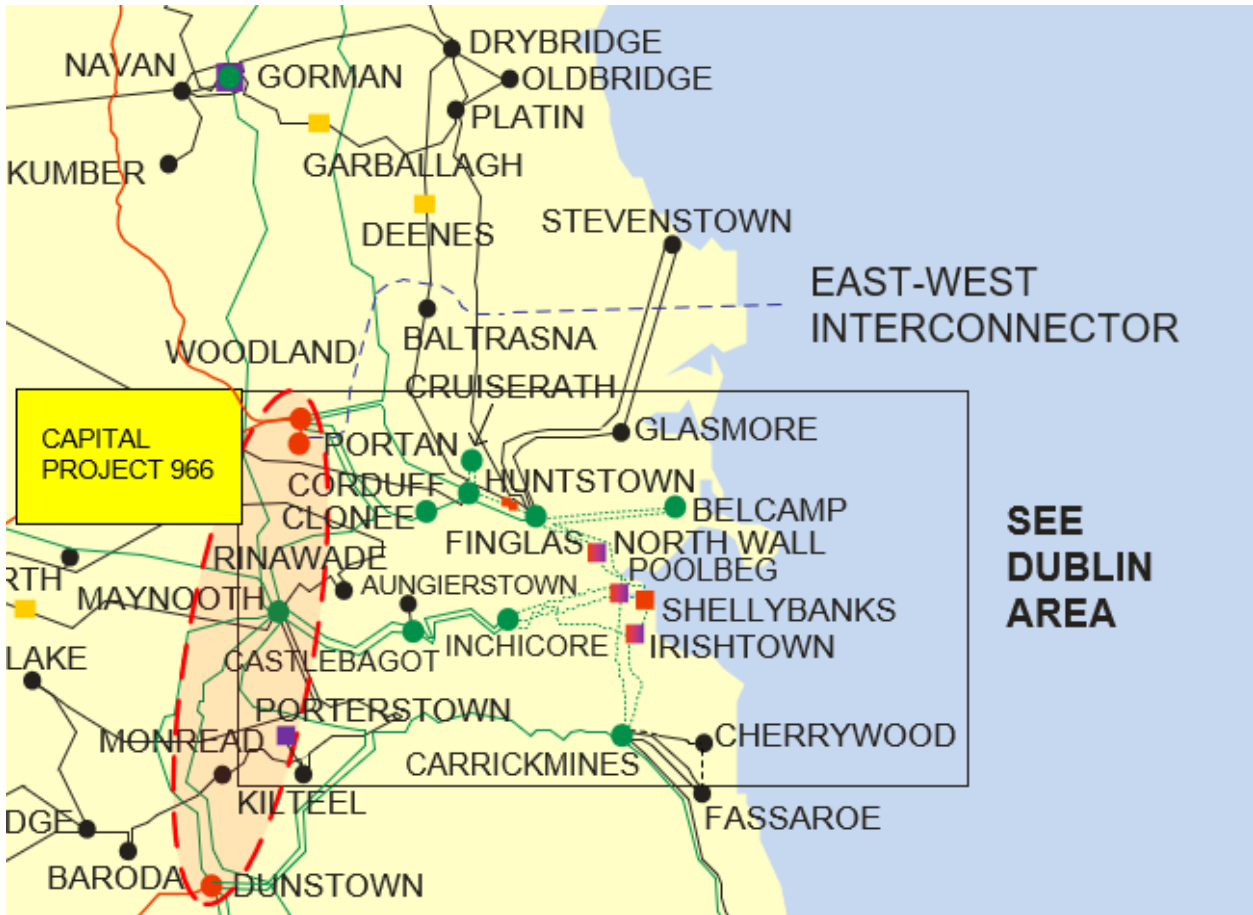 DRYBRIDGE
NAVAN
GORMAN
OLDBRIDGE
PLATIN
KUMBER
GARBALLAGH
DEENES
STEVENSTOWN
EAST-WEST
INTERCONNECTOR
BALTRASNA
WOODLAND
CRUISERATH
CAPITAL
PROJECT 966
PORTAN
GLASMORE
CORDUFF
HUNTSTOWN
CLONEE
BELCAMP
FINGLAS
NORTH WALL
SEE
DUBLIN
AREA
RINAWADE
POOLBEG
RTH
MAYNOOTH
AUNGIERSTOWN
SHELLYBANKS
INCHICORE
IRISHTOWN
LAKE
CASTLEBAGOT
PORTERSTOWN
MONREAD
CHERRYWOOD
CARRICKMINES
KILTEEL
FASSAROE
DGE
BARODA
DUNSTOWN